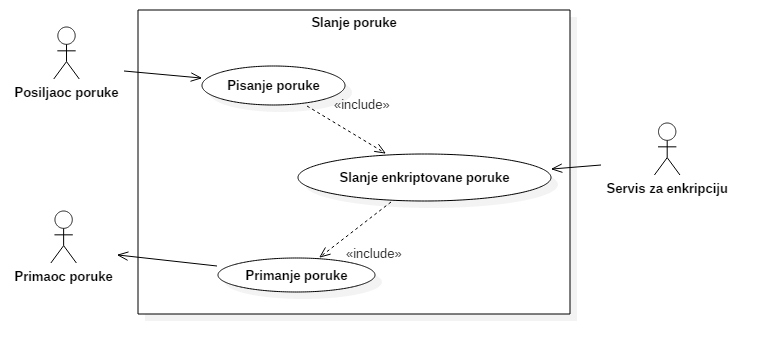 Slanje poruke
Posiljaoc poruke
Pisanje poruke
«include»
Slanje enkriptovane poruke
Servis za enkripciju
«include»
Primaoc poruke
Primanje poruke